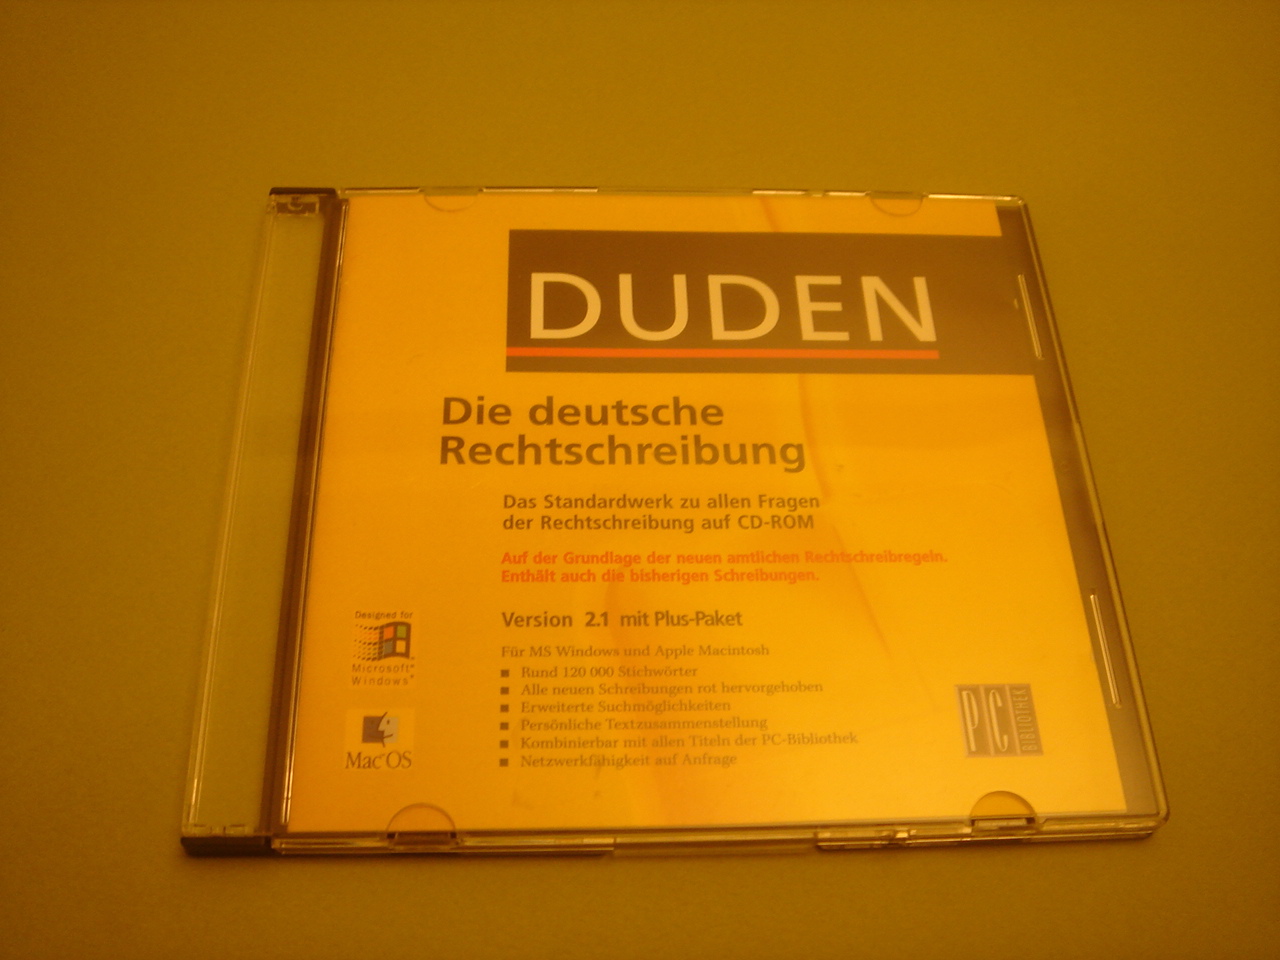 DUDEN
Die deutsche
Rechtschreibung
Das Standardwerk zu allen Fragen
der Rechtschreibung auf CD-ROM
Auf der Grundlage der neuen amtlichen Rechtschreibregeln.
Enthält auch die bisherigen Schreibungen.
Version 2.1 mit Plus-Paket
Für MS Windows und Apple Macintosh
■ Rund 120 000 Stichwörter
■ Alle neuen Schreibungen rot hervorgehoben
■ Erweiterte Suchmöglichkeiten
■ Persönliche Textzusammenstellung
■ Kombinierbar mit allen Titeln der PC-Bibliothek
■ Netzwerkfähigkeit auf Anfrage
Designed for
Microsoft®
Windows®
Mac™OS
PC
BIBLIOTHEK